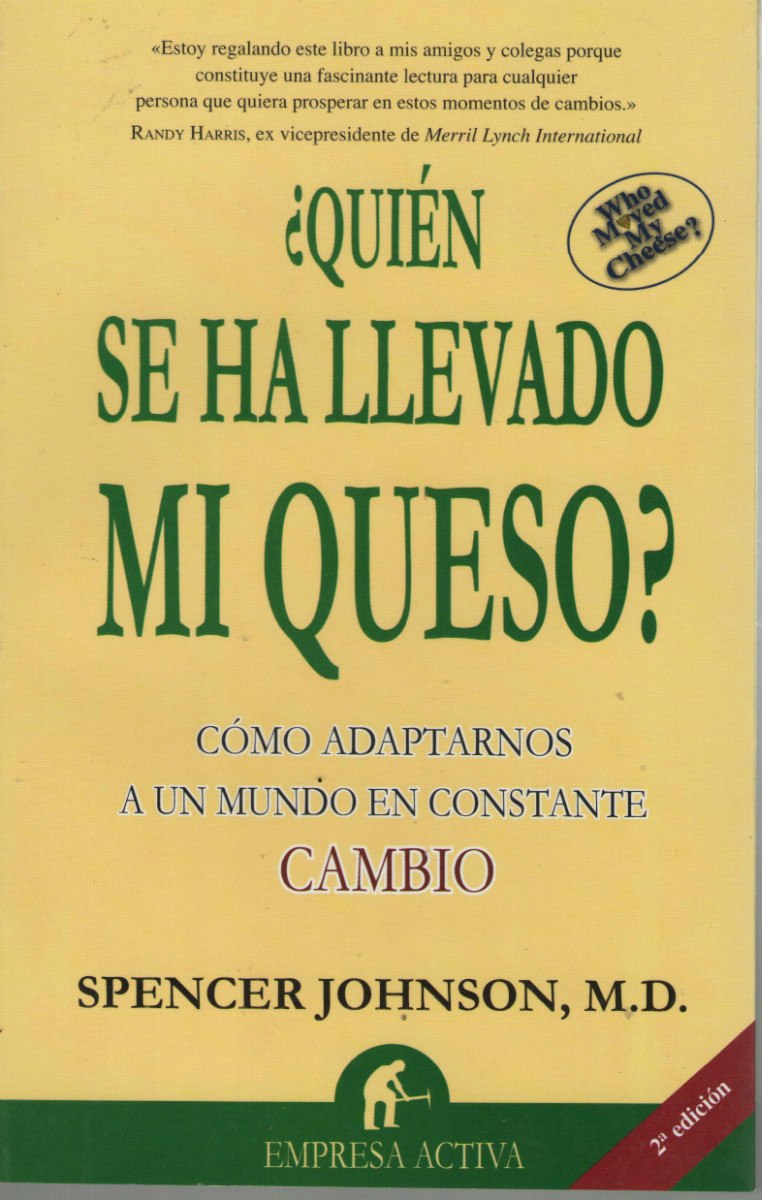 «Estoy regalando este libro a mis amigos y colegas porque
constituye una fascinante lectura para cualquier
persona que quiera prosperar en estos momentos de cambios.»
RANDY HARRIS, ex vicepresidente de Merril Lynch International
¿QUIÉN
Who
Moved
My
Cheese?
SE HA LLEVADO
MI QUESO?
CÓMO ADAPTARNOS
A UN MUNDO EN CONSTANTE
CAMBIO
SPENCER JOHNSON, M.D.
2ª edición
EMPRESA ACTIVA